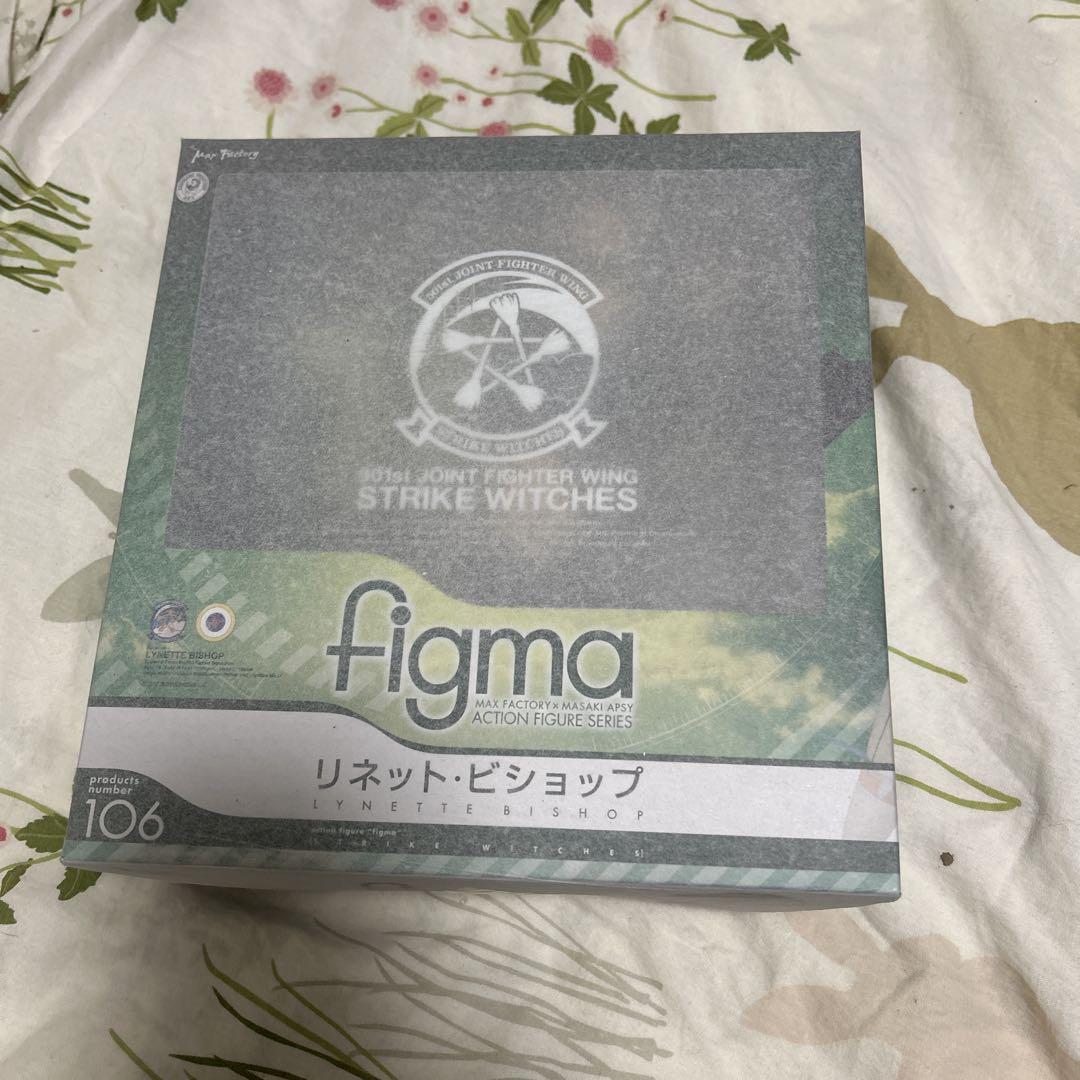 Max Factory
501st JOINT FIGHTER WING
STRIKE WITCHES
501st JOINT FIGHTER WING
STRIKE WITCHES
LYNETTE BISHOP
figma
MAX FACTORY × MASAKI APSY
ACTION FIGURE SERIES
リネット・ビショップ
LYNETTE BISHOP
products
number
106
action figure "figma"
[STRIKE WITCHES]